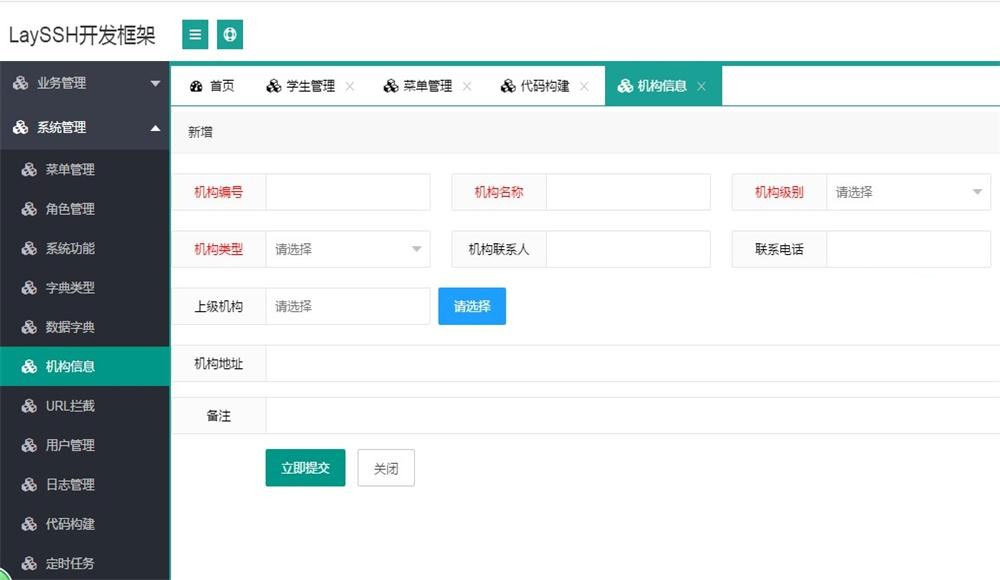 LaySSH开发框架
业务管理
系统管理
菜单管理
角色管理
系统功能
字典类型
数据字典
机构信息
URL拦截
用户管理
日志管理
代码构建
定时任务
首页 学生管理 菜单管理 代码构建 机构信息
新增
机构编号 机构名称 机构级别 请选择
机构类型 请选择 机构联系人 联系电话
上级机构 请选择 请选择
机构地址
备注
立即提交 关闭